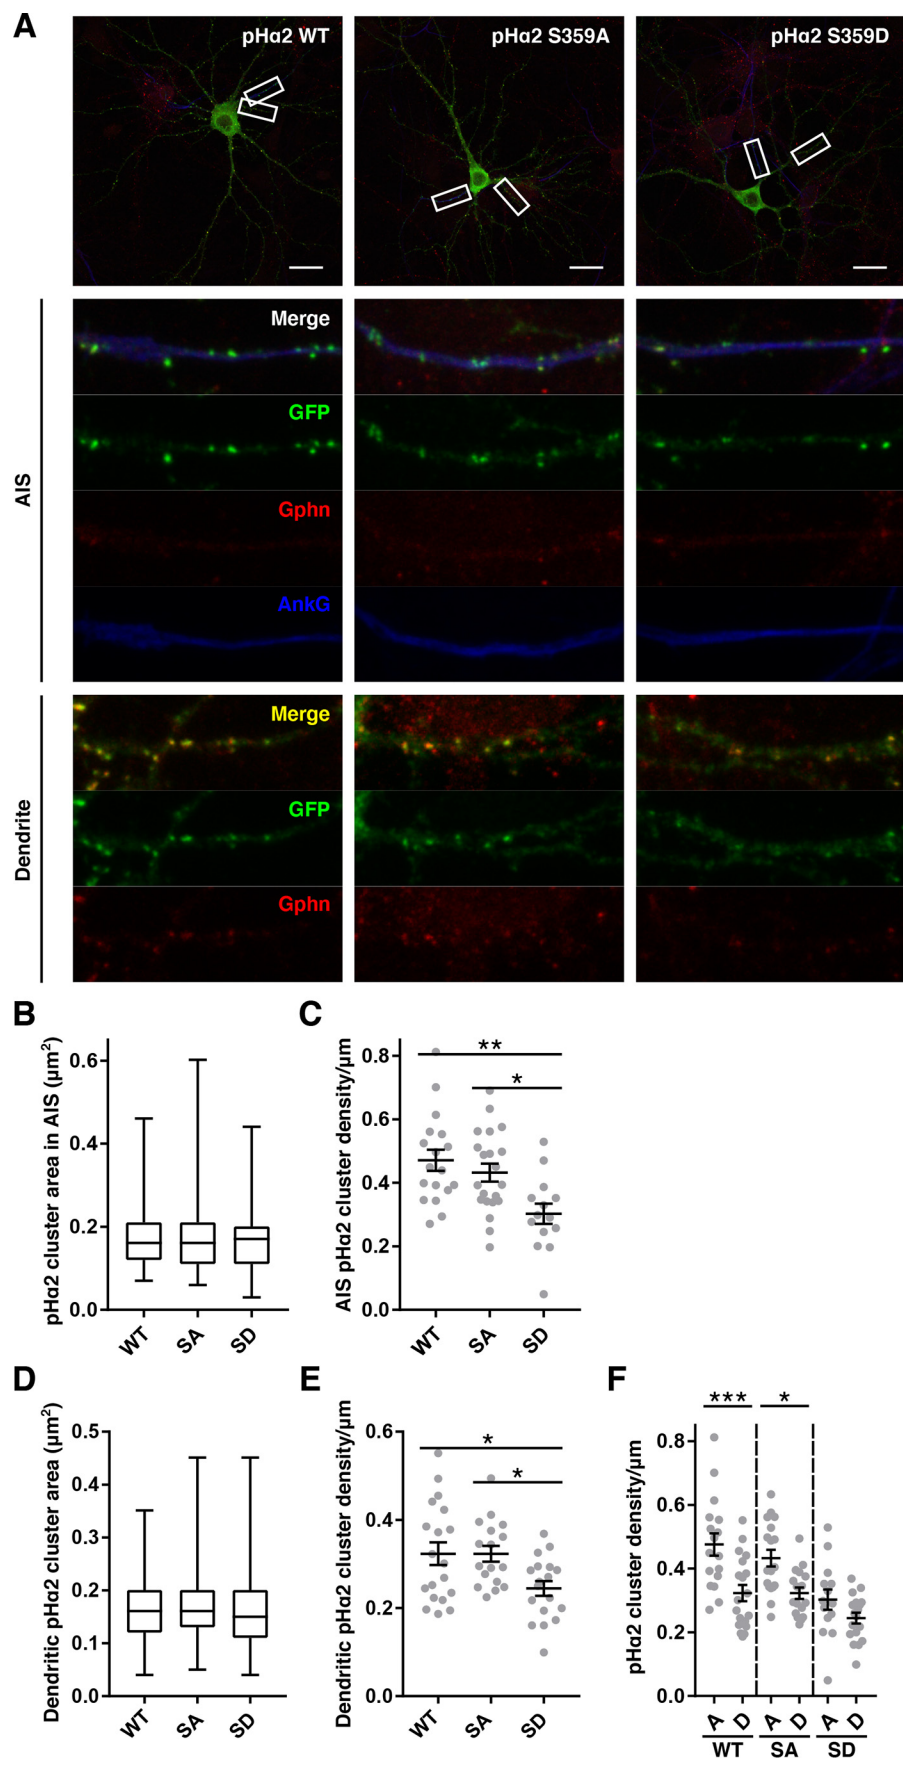 A
pHα2 WT
pHα2 S359A
pHα2 S359D
AIS
Merge
GFP
Gphn
AnkG
Dendrite
Merge
GFP
Gphn
B
pHα2 cluster area in AIS (μm²)
0.6
0.4
0.2
0.0
WT
SA
SD
C
AIS pHα2 cluster density/μm
0.8
0.6
0.4
0.2
0.0
**
*
WT
SA
SD
D
Dendritic pHα2 cluster area (μm²)
0.5
0.4
0.3
0.2
0.1
0.0
WT
SA
SD
E
Dendritic pHα2 cluster density/μm
0.6
0.4
0.2
0.0
*
*
WT
SA
SD
F
pHα2 cluster density/μm
0.8
0.6
0.4
0.2
0.0
*** *
A D A D A D
WT SA SD